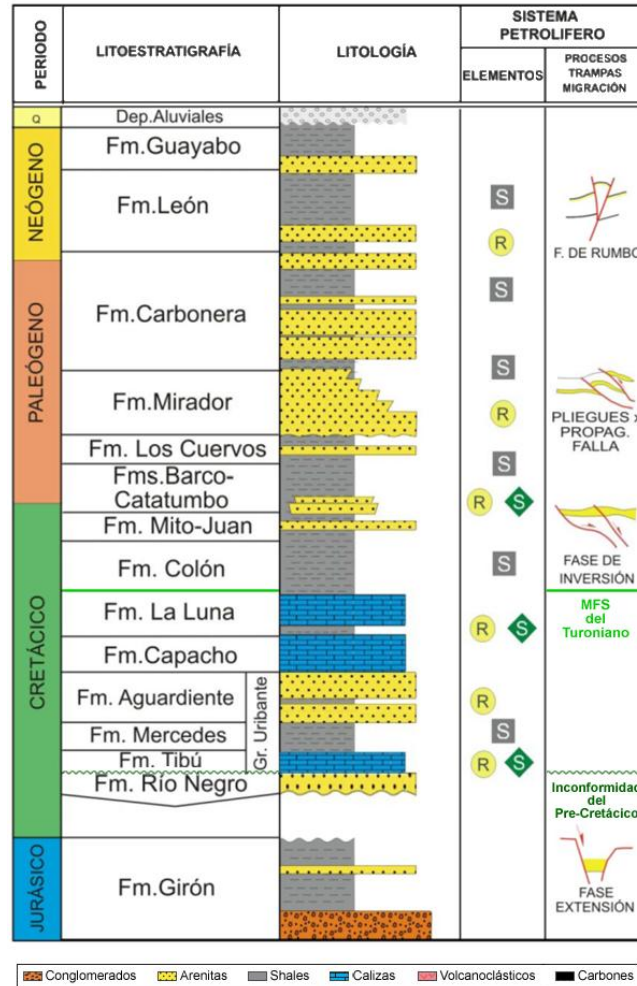 PERIODO
LITOESTRATIGRAFÍA
LITOLOGÍA
SISTEMA
PETROLIFERO
ELEMENTOS
PROCESOS
TRAMPAS
MIGRACIÓN
Q
Dep.Aluviales
NEÓGENO
Fm.Guayabo
Fm.León
S
R
F. DE RUMBO
PALEÓGENO
Fm.Carbonera
S
S
Fm.Mirador
R
PLIEGUES x
PROPAG.
FALLA
Fm. Los Cuervos
S
Fms.Barco-
Catatumbo
R
S
CRETÁCICO
Fm. Mito-Juan
Fm. Colón
S
FASE DE
INVERSIÓN
Fm. La Luna
R
S
MFS
del
Turoniano
Fm.Capacho
Fm. Aguardiente
R
Gr. Uribante
Fm. Mercedes
S
Fm. Tibú
R
S
Fm. Río Negro
Inconformidad
del
Pre-Cretácico
JURÁSICO
Fm.Girón
FASE
EXTENSIÓN
Conglomerados Arenitas Shales Calizas Volcanoclásticos Carbones